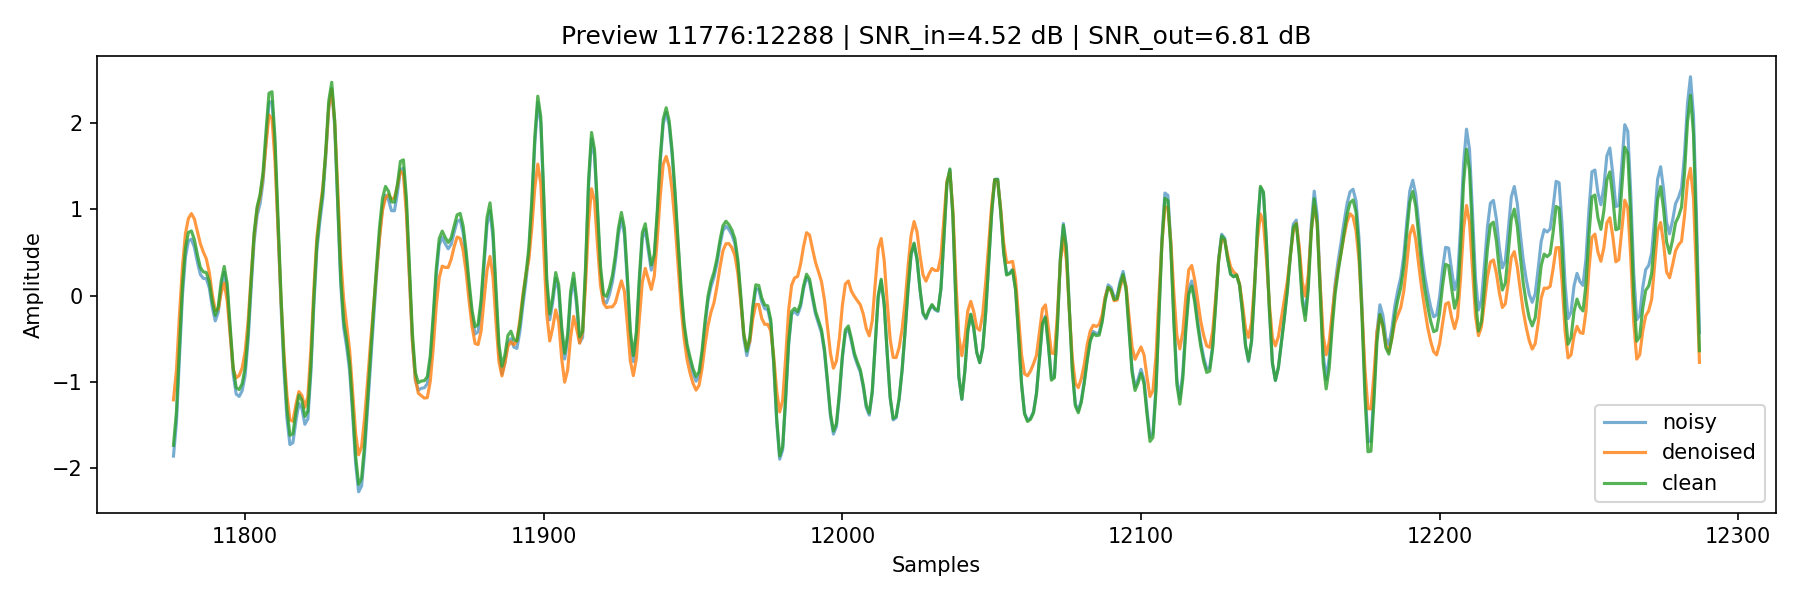 Preview 11776:12288 | SNR_in=4.52 dB | SNR_out=6.81 dB
Amplitude
2
1
0
−1
−2
noisy
denoised
clean
11800 11900 12000 12100 12200 12300
Samples